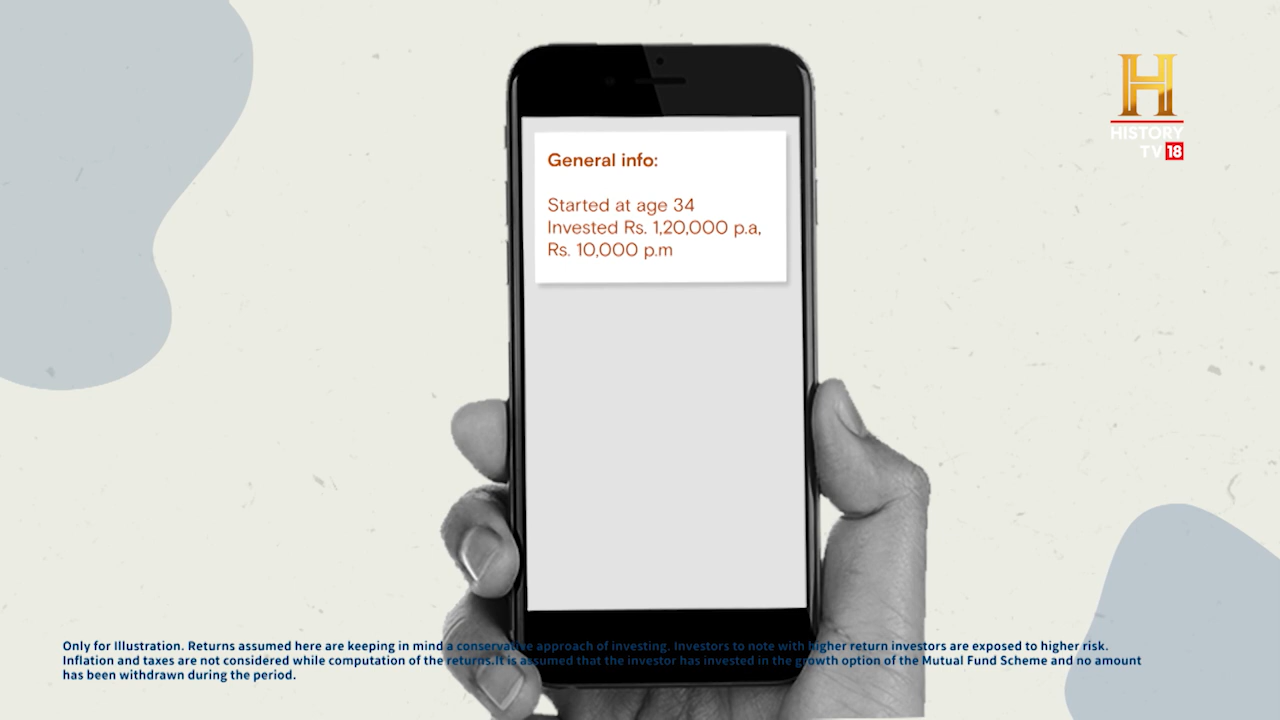 H
HISTORY
TV 18
General info:
Started at age 34
Invested Rs. 1,20,000 p.a,
Rs. 10,000 p.m
Only for Illustration. Returns assumed here are keeping in mind a conservative approach of investing. Investors to note with higher return investors are exposed to higher risk.
Inflation and taxes are not considered while computation of the returns.It is assumed that the investor has invested in the growth option of the Mutual Fund Scheme and no amount
has been withdrawn during the period.